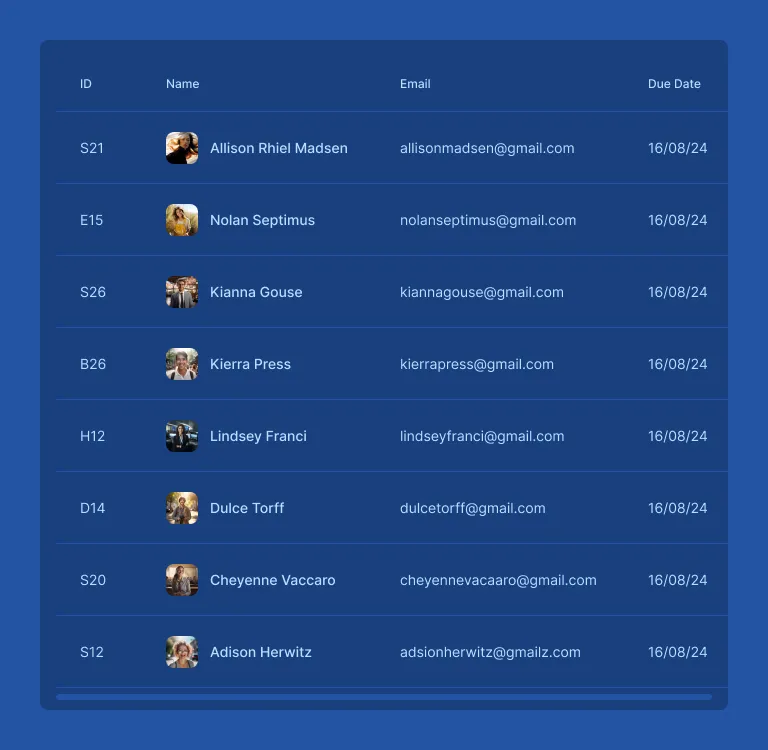 ID Name Email Due Date
S21 Allison Rhiel Madsen allisonmadsen@gmail.com 16/08/24
E15 Nolan Septimus nolanseptimus@gmail.com 16/08/24
S26 Kianna Gouse kiannagouse@gmail.com 16/08/24
B26 Kierra Press kierrapress@gmail.com 16/08/24
H12 Lindsey Franci lindseyfranci@gmail.com 16/08/24
D14 Dulce Torff dulcetorff@gmail.com 16/08/24
S20 Cheyenne Vaccaro cheyennevacaaro@gmail.com 16/08/24
S12 Adison Herwitz adsionherwitz@gmailz.com 16/08/24